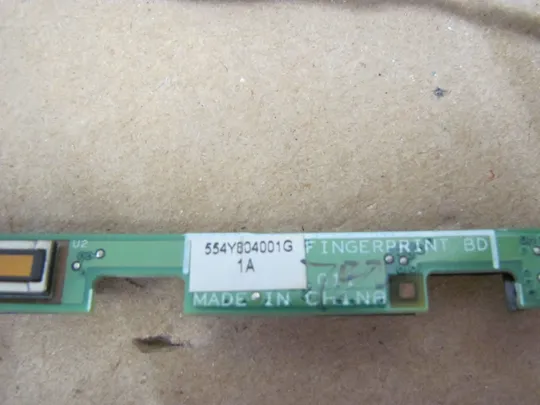 U2
554Y804001G
1A
FINGERPRINT BD
MADE IN CHINA